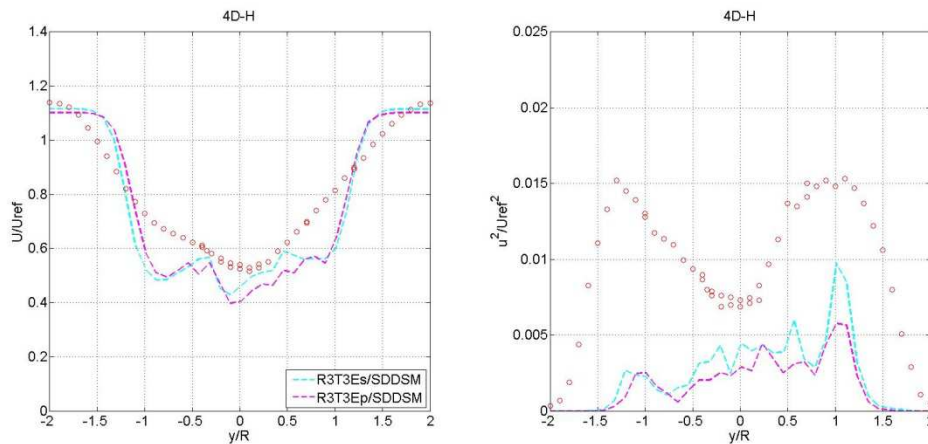 4D-H
1.4
1.2
1
0.8
0.6
0.4
0.2
0
U/Uref
-2 -1.5 -1 -0.5 0 0.5 1 1.5 2
y/R
R3T3Es/SDDSM
R3T3Ep/SDDSM
4D-H
0.025
0.02
0.015
0.01
0.005
0
u²/Uref²
-2 -1.5 -1 -0.5 0 0.5 1 1.5 2
y/R